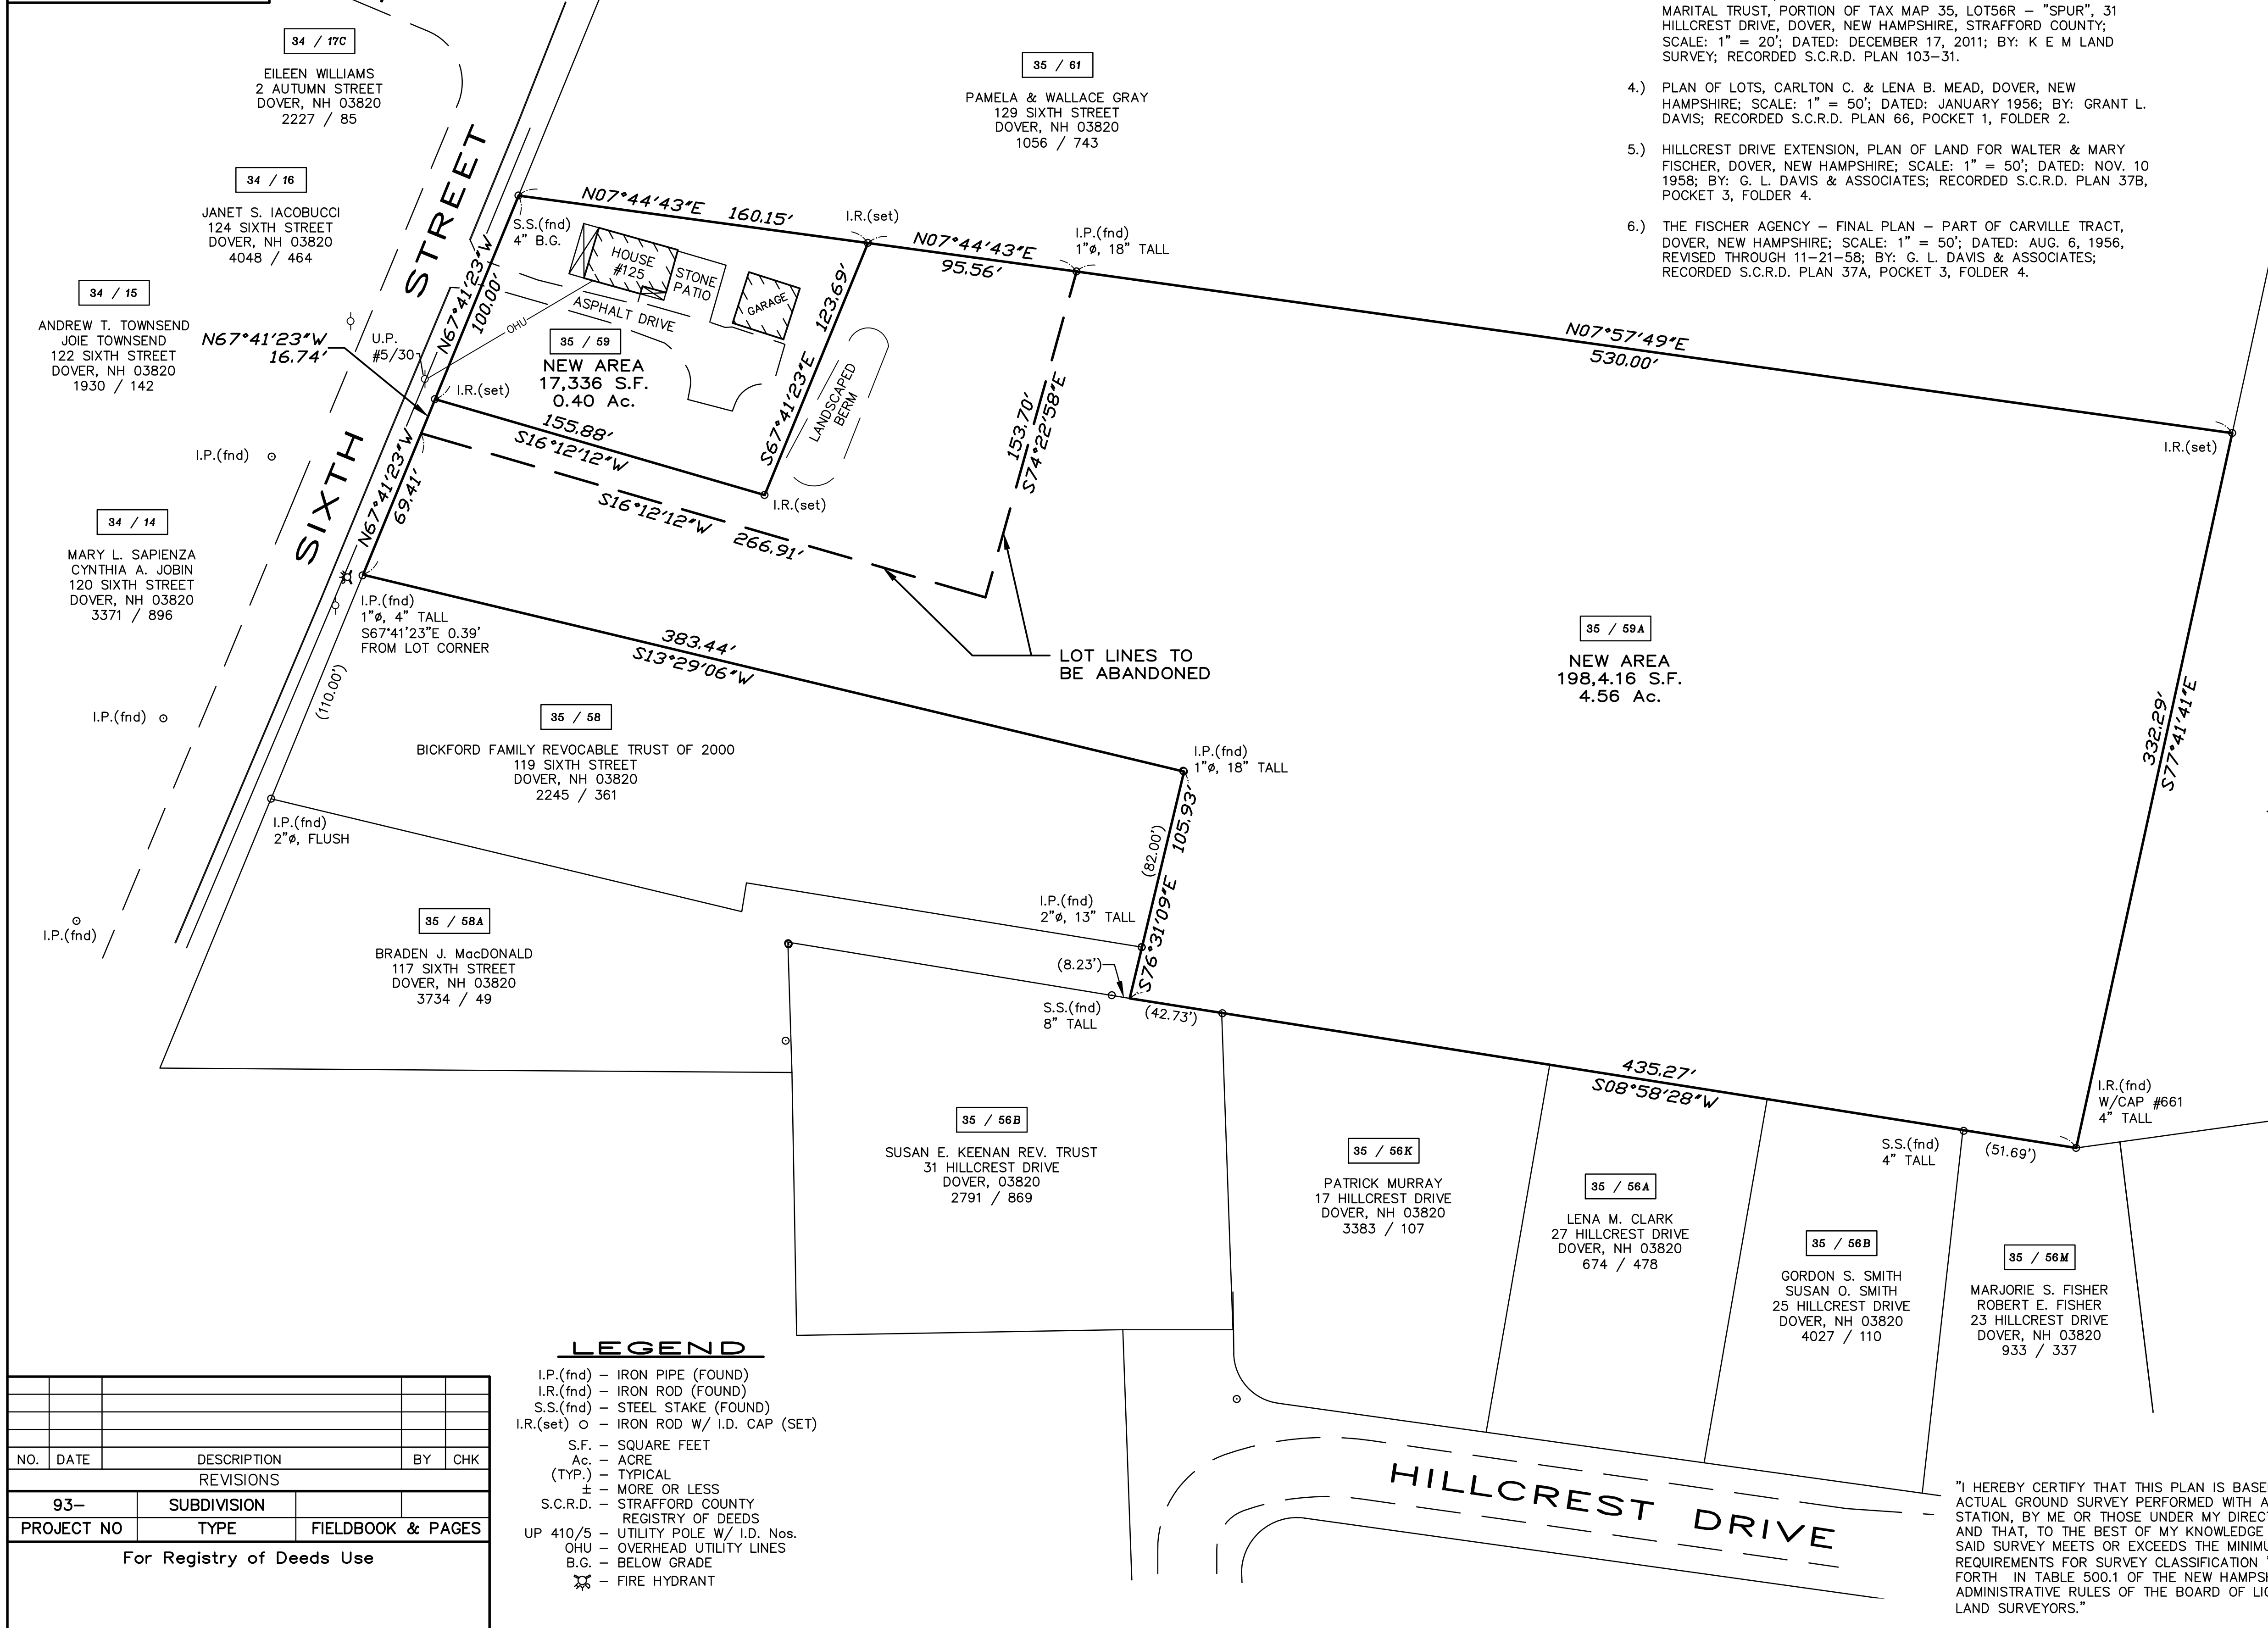 34 / 17C
EILEEN WILLIAMS
2 AUTUMN STREET
DOVER, NH 03820
2227 / 85
34 / 16
JANET S. IACOBUCCI
124 SIXTH STREET
DOVER, NH 03820
4048 / 464
34 / 15
ANDREW T. TOWNSEND
JOIE TOWNSEND
122 SIXTH STREET
DOVER, NH 03820
1930 / 142
N67°41'23"W
16.74'
U.P.
#5/30
I.P.(fnd)
34 / 14
MARY L. SAPIENZA
CYNTHIA A. JOBIN
120 SIXTH STREET
DOVER, NH 03820
3371 / 896
I.P.(fnd)
I.P.(fnd)
SIXTH STREET
35 / 61
PAMELA & WALLACE GRAY
129 SIXTH STREET
DOVER, NH 03820
1056 / 743
S.S.(fnd)
4" B.G.
N07°44'43"E 160.15'
I.R.(set)
N07°44'43"E
95.56'
I.P.(fnd)
1"ø, 18" TALL
N07°57'49"E
530.00'
I.R.(set)
N67°41'23"W
100.00'
HOUSE
#125
STONE
PATIO
GARAGE
ASPHALT DRIVE
OHU
35 / 59
NEW AREA
17,336 S.F.
0.40 Ac.
123.69'
S67°41'23"E
LANDSCAPED
BERM
153.70'
S74°22'58"E
I.R.(set)
155.88'
S16°12'12"W
I.R.(set)
S16°12'12"W 266.91'
N67°41'23"W
69.41'
I.P.(fnd)
1"ø, 4" TALL
S67°41'23"E 0.39'
FROM LOT CORNER
LOT LINES TO
BE ABANDONED
383.44'
S13°29'06"W
(110.00')
35 / 58
BICKFORD FAMILY REVOCABLE TRUST OF 2000
119 SIXTH STREET
DOVER, NH 03820
2245 / 361
I.P.(fnd)
2"ø, FLUSH
I.P.(fnd)
1"ø, 18" TALL
(82.00')
S76°31'09"E 105.93'
I.P.(fnd)
2"ø, 13" TALL
(8.23')
S.S.(fnd)
8" TALL
(42.73')
35 / 59A
NEW AREA
198,4.16 S.F.
4.56 Ac.
332.29'
S77°41'41"E
435.27'
S08°58'28"W
I.R.(fnd)
W/CAP #661
4" TALL
S.S.(fnd)
4" TALL
(51.69')
35 / 58A
BRADEN J. MacDONALD
117 SIXTH STREET
DOVER, NH 03820
3734 / 49
35 / 56B
SUSAN E. KEENAN REV. TRUST
31 HILLCREST DRIVE
DOVER, 03820
2791 / 869
35 / 56K
PATRICK MURRAY
17 HILLCREST DRIVE
DOVER, NH 03820
3383 / 107
35 / 56A
LENA M. CLARK
27 HILLCREST DRIVE
DOVER, NH 03820
674 / 478
35 / 56B
GORDON S. SMITH
SUSAN O. SMITH
25 HILLCREST DRIVE
DOVER, NH 03820
4027 / 110
35 / 56M
MARJORIE S. FISHER
ROBERT E. FISHER
23 HILLCREST DRIVE
DOVER, NH 03820
933 / 337
HILLCREST DRIVE
MARITAL TRUST, PORTION OF TAX MAP 35, LOT56R – "SPUR", 31
HILLCREST DRIVE, DOVER, NEW HAMPSHIRE, STRAFFORD COUNTY;
SCALE: 1" = 20'; DATED: DECEMBER 17, 2011; BY: K E M LAND
SURVEY; RECORDED S.C.R.D. PLAN 103–31.
4.) PLAN OF LOTS, CARLTON C. & LENA B. MEAD, DOVER, NEW
HAMPSHIRE; SCALE: 1" = 50'; DATED: JANUARY 1956; BY: GRANT L.
DAVIS; RECORDED S.C.R.D. PLAN 66, POCKET 1, FOLDER 2.
5.) HILLCREST DRIVE EXTENSION, PLAN OF LAND FOR WALTER & MARY
FISCHER, DOVER, NEW HAMPSHIRE; SCALE: 1" = 50'; DATED: NOV. 10
1958; BY: G. L. DAVIS & ASSOCIATES; RECORDED S.C.R.D. PLAN 37B,
POCKET 3, FOLDER 4.
6.) THE FISCHER AGENCY – FINAL PLAN – PART OF CARVILLE TRACT,
DOVER, NEW HAMPSHIRE; SCALE: 1" = 50'; DATED: AUG. 6, 1956,
REVISED THROUGH 11–21–58; BY: G. L. DAVIS & ASSOCIATES;
RECORDED S.C.R.D. PLAN 37A, POCKET 3, FOLDER 4.
LEGEND
I.P.(fnd) – IRON PIPE (FOUND)
I.R.(fnd) – IRON ROD (FOUND)
S.S.(fnd) – STEEL STAKE (FOUND)
I.R.(set) – IRON ROD W/ I.D. CAP (SET)
S.F. – SQUARE FEET
Ac. – ACRE
(TYP.) – TYPICAL
± – MORE OR LESS
S.C.R.D. – STRAFFORD COUNTY
REGISTRY OF DEEDS
UP 410/5 – UTILITY POLE W/ I.D. Nos.
OHU – OVERHEAD UTILITY LINES
B.G. – BELOW GRADE
– FIRE HYDRANT
NO. DATE DESCRIPTION BY CHK
REVISIONS
93– SUBDIVISION
PROJECT NO TYPE FIELDBOOK & PAGES
For Registry of Deeds Use
"I HEREBY CERTIFY THAT THIS PLAN IS BASE
ACTUAL GROUND SURVEY PERFORMED WITH A
STATION, BY ME OR THOSE UNDER MY DIRECT
AND THAT, TO THE BEST OF MY KNOWLEDGE
SAID SURVEY MEETS OR EXCEEDS THE MINIMU
REQUIREMENTS FOR SURVEY CLASSIFICATION
FORTH IN TABLE 500.1 OF THE NEW HAMPSH
ADMINISTRATIVE RULES OF THE BOARD OF LIC
LAND SURVEYORS."